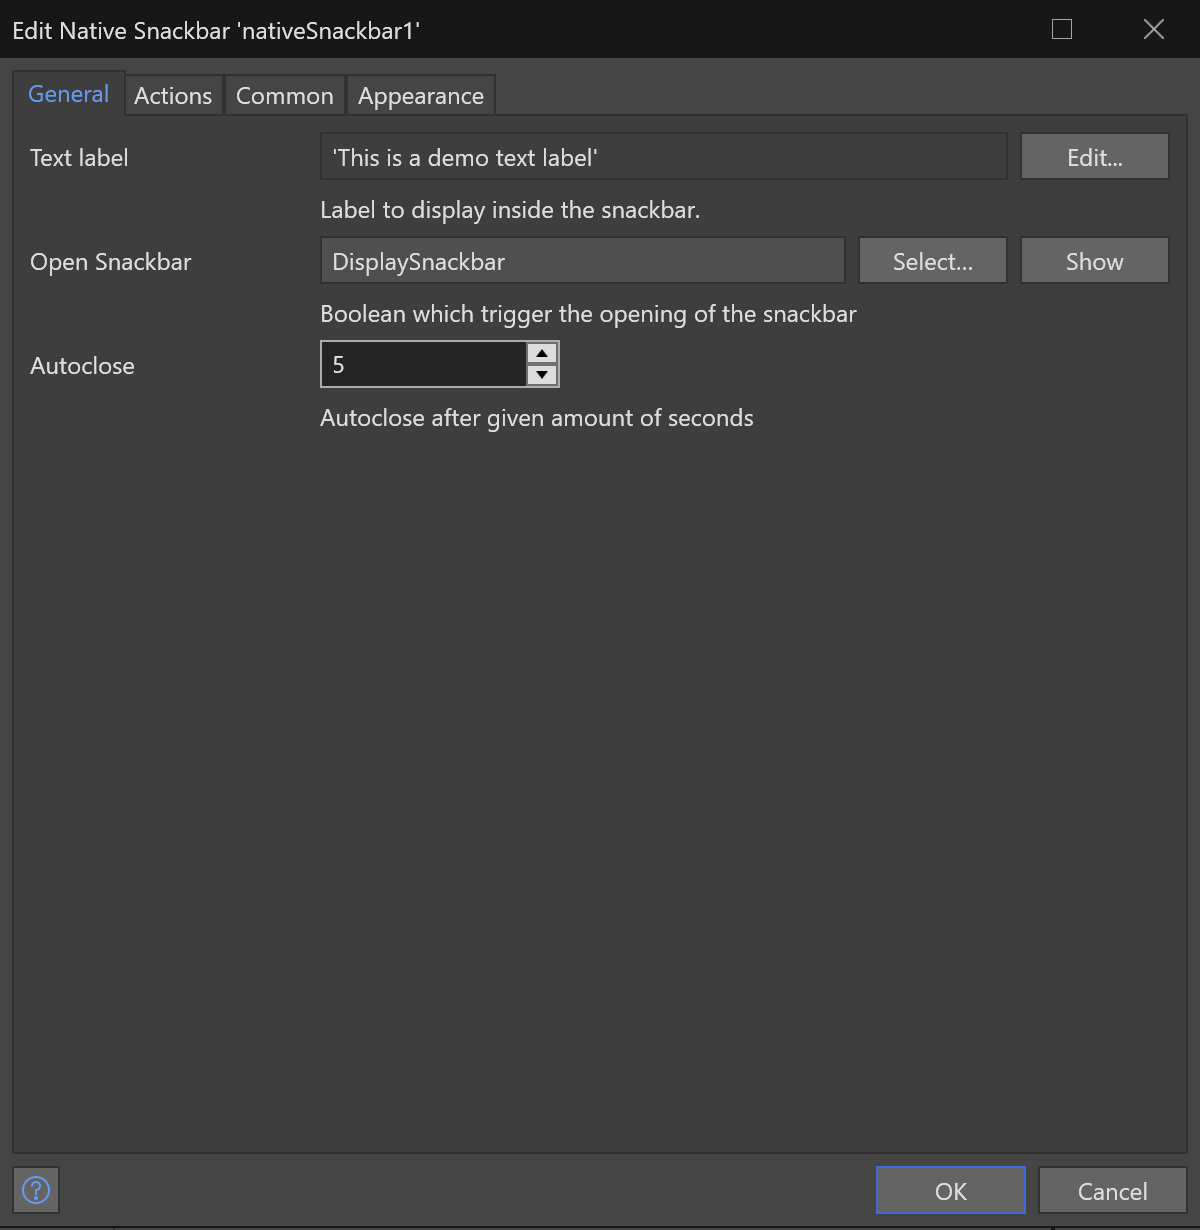 Edit Native Snackbar 'nativeSnackbar1'
General Actions Common Appearance
Text label 'This is a demo text label' Edit...
Label to display inside the snackbar.
Open Snackbar DisplaySnackbar Select... Show
Boolean which trigger the opening of the snackbar
Autoclose 5
Autoclose after given amount of seconds
? OK Cancel